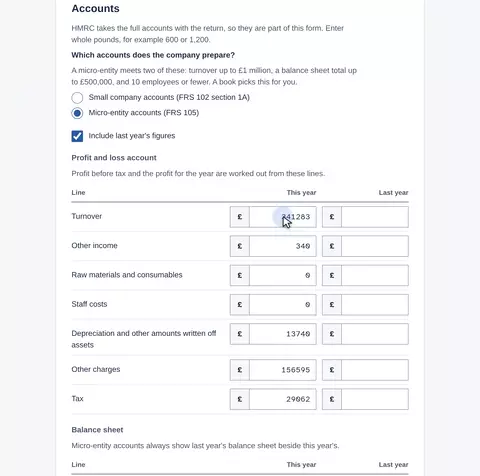 Accounts
HMRC takes the full accounts with the return, so they are part of this form. Enter
whole pounds, for example 600 or 1,200.
Which accounts does the company prepare?
A micro-entity meets two of these: turnover up to £1 million, a balance sheet total up
to £500,000, and 10 employees or fewer. A book picks this for you.
Small company accounts (FRS 102 section 1A)
Micro-entity accounts (FRS 105)
Include last year's figures
Profit and loss account
Profit before tax and the profit for the year are worked out from these lines.
Line This year Last year
Turnover £ 341283 £
Other income £ 340 £
Raw materials and consumables £ 0 £
Staff costs £ 0 £
Depreciation and other amounts written off
assets £ 13740 £
Other charges £ 156595 £
Tax £ 29062 £
Balance sheet
Micro-entity accounts always show last year's balance sheet beside this year's.
Line This year Last year